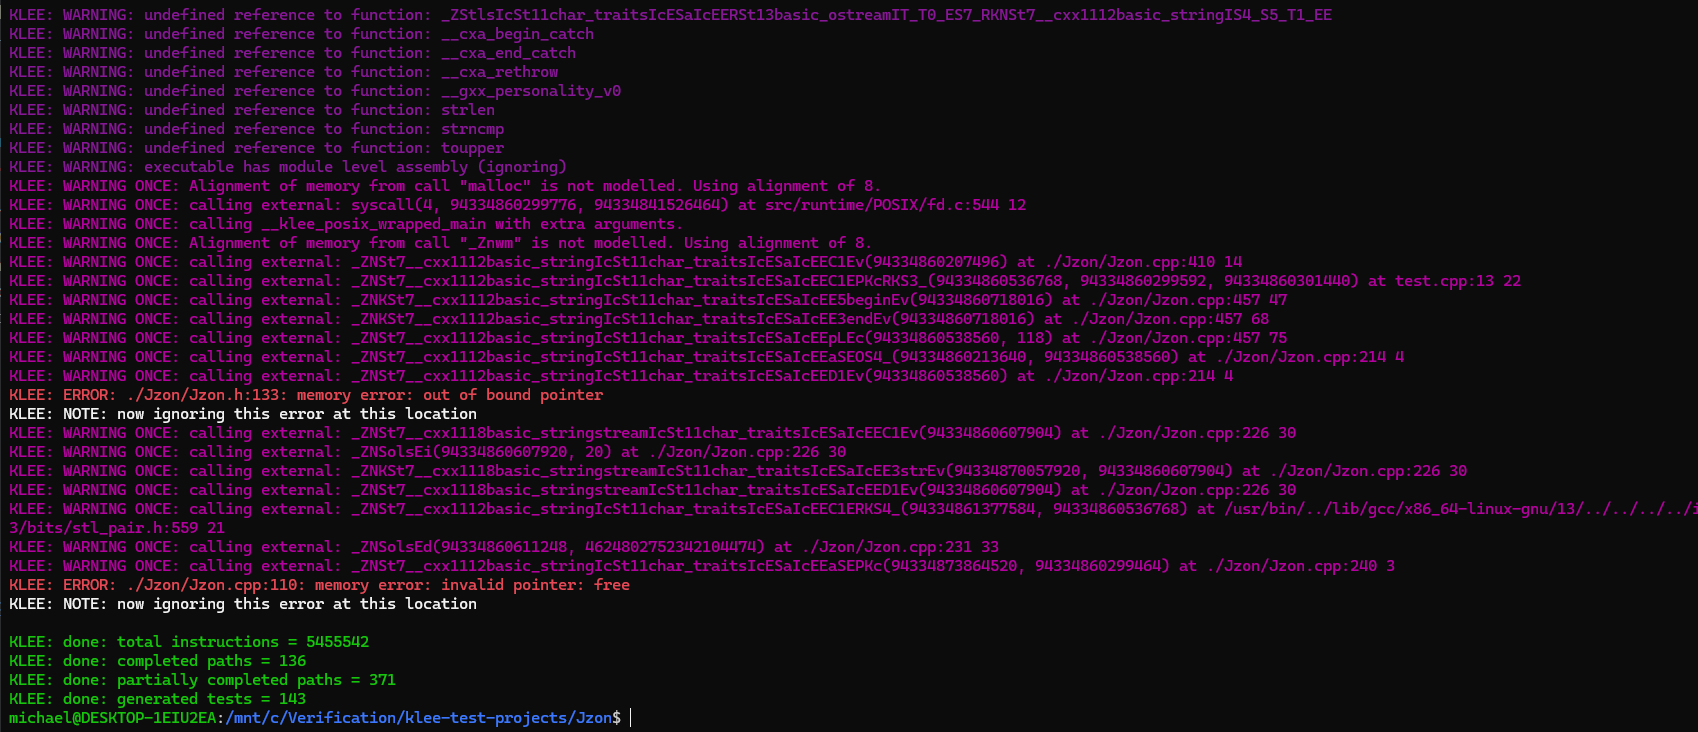 KLEE: WARNING: undefined reference to function: _ZStlsIcSt11char_traitsIcESaIcEERSt13basic_ostreamIT_T0_ES7_RKNSt7__cxx1112basic_stringIS4_S5_T1_EE
KLEE: WARNING: undefined reference to function: __cxa_begin_catch
KLEE: WARNING: undefined reference to function: __cxa_end_catch
KLEE: WARNING: undefined reference to function: __cxa_rethrow
KLEE: WARNING: undefined reference to function: __gxx_personality_v0
KLEE: WARNING: undefined reference to function: strlen
KLEE: WARNING: undefined reference to function: strncmp
KLEE: WARNING: undefined reference to function: toupper
KLEE: WARNING: executable has module level assembly (ignoring)
KLEE: WARNING ONCE: Alignment of memory from call "malloc" is not modelled. Using alignment of 8.
KLEE: WARNING ONCE: calling external: syscall(4, 94334860299776, 94334841526464) at src/runtime/POSIX/fd.c:544 12
KLEE: WARNING ONCE: calling __klee_posix_wrapped_main with extra arguments.
KLEE: WARNING ONCE: Alignment of memory from call "_Znwm" is not modelled. Using alignment of 8.
KLEE: WARNING ONCE: calling external: _ZNSt7__cxx1112basic_stringIcSt11char_traitsIcESaIcEEC1Ev(94334860207496) at ./Jzon/Jzon.cpp:410 14
KLEE: WARNING ONCE: calling external: _ZNSt7__cxx1112basic_stringIcSt11char_traitsIcESaIcEEC1EPKcRKS3_(94334860536768, 94334860299592, 94334860301440) at test.cpp:13 22
KLEE: WARNING ONCE: calling external: _ZNKSt7__cxx1112basic_stringIcSt11char_traitsIcESaIcEE5beginEv(94334860718016) at ./Jzon/Jzon.cpp:457 47
KLEE: WARNING ONCE: calling external: _ZNKSt7__cxx1112basic_stringIcSt11char_traitsIcESaIcEE3endEv(94334860718016) at ./Jzon/Jzon.cpp:457 68
KLEE: WARNING ONCE: calling external: _ZNSt7__cxx1112basic_stringIcSt11char_traitsIcESaIcEEpLEc(94334860538560, 118) at ./Jzon/Jzon.cpp:457 75
KLEE: WARNING ONCE: calling external: _ZNSt7__cxx1112basic_stringIcSt11char_traitsIcESaIcEEaSEOS4_(94334860213640, 94334860538560) at ./Jzon/Jzon.cpp:214 4
KLEE: WARNING ONCE: calling external: _ZNSt7__cxx1112basic_stringIcSt11char_traitsIcESaIcEED1Ev(94334860538560) at ./Jzon/Jzon.cpp:214 4
KLEE: ERROR: ./Jzon/Jzon.h:133: memory error: out of bound pointer
KLEE: NOTE: now ignoring this error at this location
KLEE: WARNING ONCE: calling external: _ZNSt7__cxx1118basic_stringstreamIcSt11char_traitsIcESaIcEEC1Ev(94334860607904) at ./Jzon/Jzon.cpp:226 30
KLEE: WARNING ONCE: calling external: _ZNSolsEi(94334860607920, 20) at ./Jzon/Jzon.cpp:226 30
KLEE: WARNING ONCE: calling external: _ZNKSt7__cxx1118basic_stringstreamIcSt11char_traitsIcESaIcEE3strEv(94334870057920, 94334860607904) at ./Jzon/Jzon.cpp:226 30
KLEE: WARNING ONCE: calling external: _ZNSt7__cxx1118basic_stringstreamIcSt11char_traitsIcESaIcEED1Ev(94334860607904) at ./Jzon/Jzon.cpp:226 30
KLEE: WARNING ONCE: calling external: _ZNSt7__cxx1112basic_stringIcSt11char_traitsIcESaIcEEC1ERKS4_(94334861377584, 94334860536768) at /usr/bin/../lib/gcc/x86_64-linux-gnu/13/../../../../i
3/bits/stl_pair.h:559 21
KLEE: WARNING ONCE: calling external: _ZNSolsEd(94334860611248, 4624802752342104474) at ./Jzon/Jzon.cpp:231 33
KLEE: WARNING ONCE: calling external: _ZNSt7__cxx1112basic_stringIcSt11char_traitsIcESaIcEEaSEPKc(94334873864520, 94334860299464) at ./Jzon/Jzon.cpp:240 3
KLEE: ERROR: ./Jzon/Jzon.cpp:110: memory error: invalid pointer: free
KLEE: NOTE: now ignoring this error at this location
KLEE: done: total instructions = 5455542
KLEE: done: completed paths = 136
KLEE: done: partially completed paths = 371
KLEE: done: generated tests = 143
michael@DESKTOP-1EIU2EA:/mnt/c/Verification/klee-test-projects/Jzon$